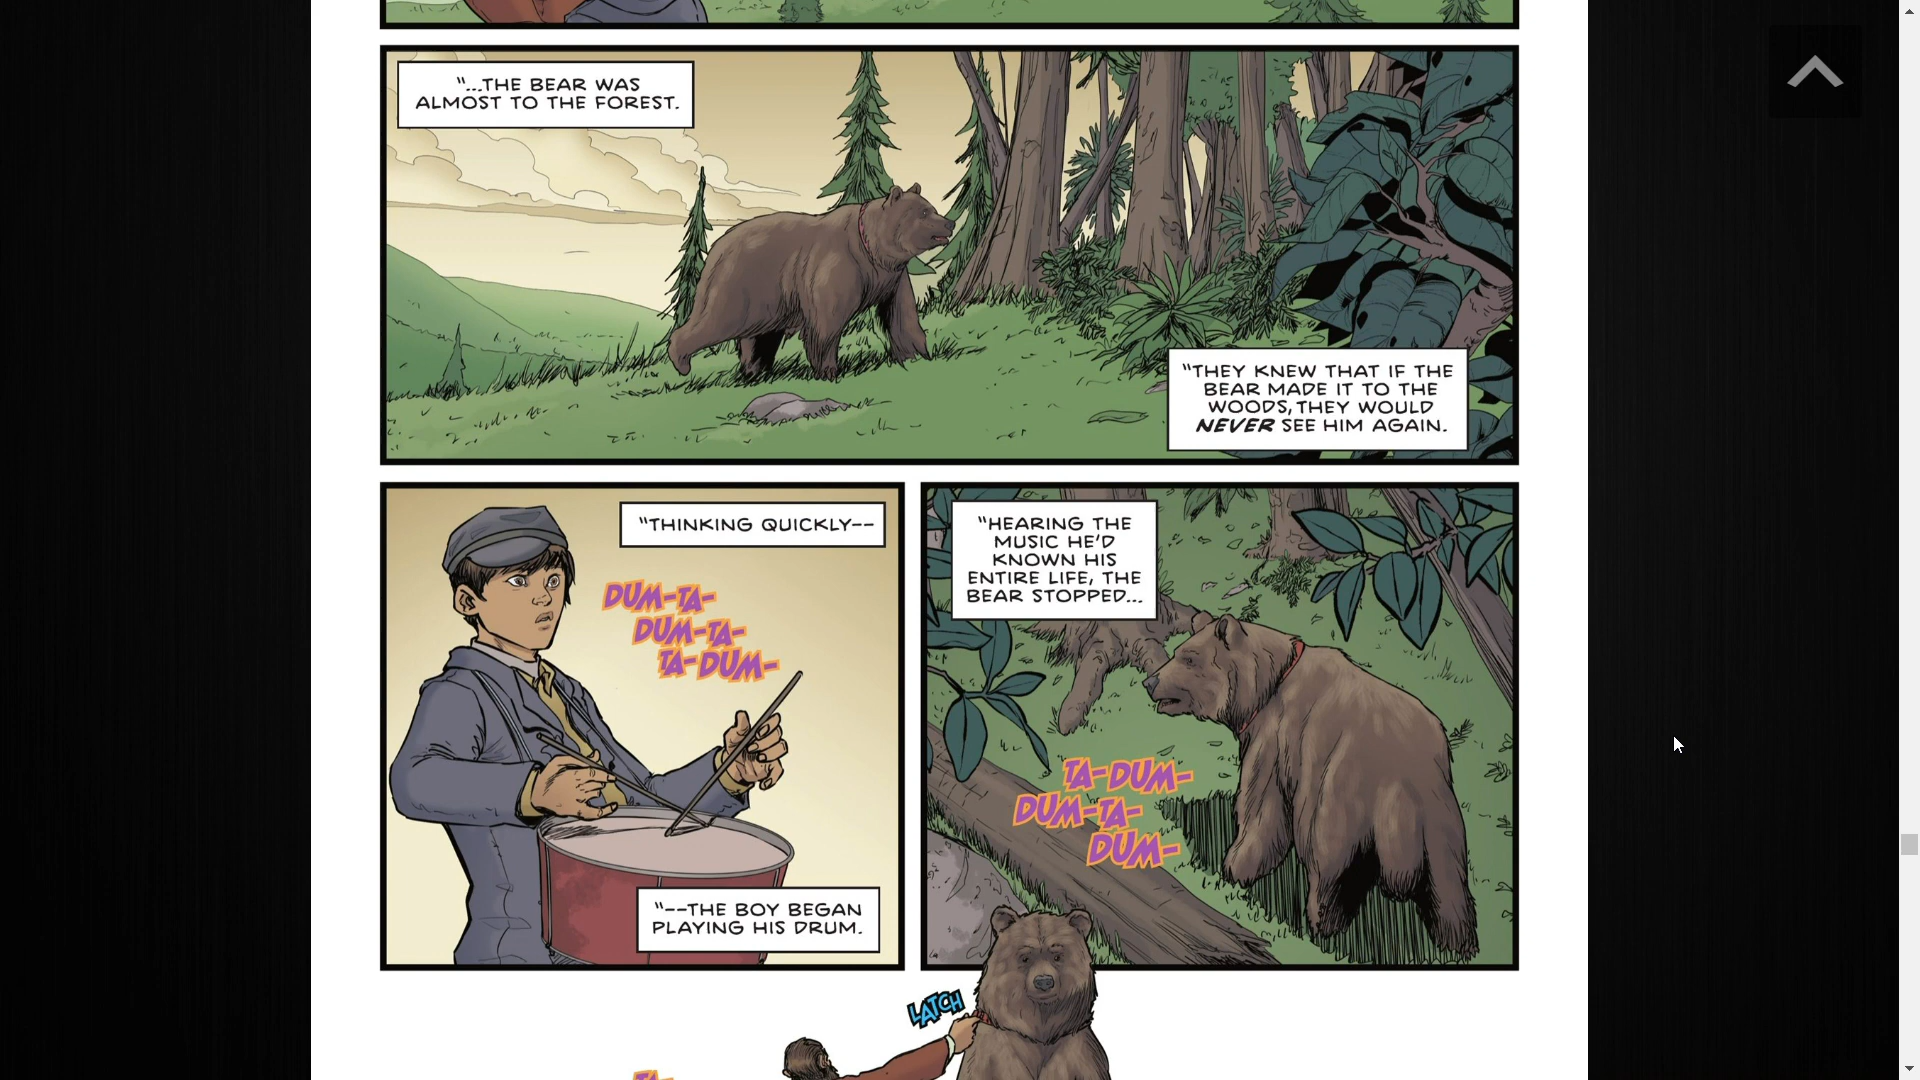 "...THE BEAR WAS
ALMOST TO THE FOREST.
"THEY KNEW THAT IF THE
BEAR MADE IT TO THE
WOODS, THEY WOULD
NEVER SEE HIM AGAIN.
"THINKING QUICKLY--
DUM-TA-
DUM-TA-
TA-DUM-
"--THE BOY BEGAN
PLAYING HIS DRUM.
"HEARING THE
MUSIC HE'D
KNOWN HIS
ENTIRE LIFE, THE
BEAR STOPPED...
TA-DUM-
DUM-TA-
DUM-
LATCH
TA-